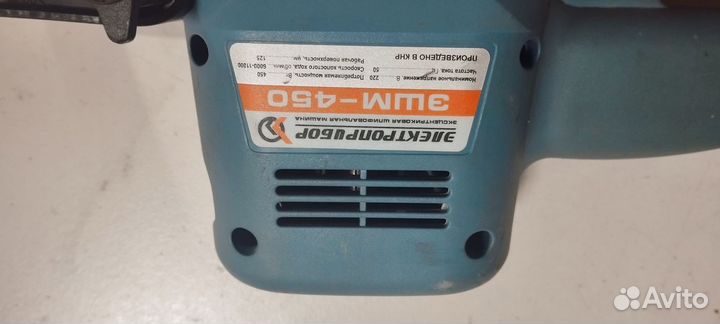 ЭЛЕКТРОПРИБОР
ЭКСЦЕНТРИКОВАЯ ШЛИФОВАЛЬНАЯ МАШИНА
ЭШМ-450
Номинальное напряжение, В 220
Частота тока, Гц 50
Потребляемая мощность, Вт 450
Скорость холостого хода, об/мин. 6000-11000
Рабочая поверхность, мм 125
ПРОИЗВЕДЕНО В КНР
Avito